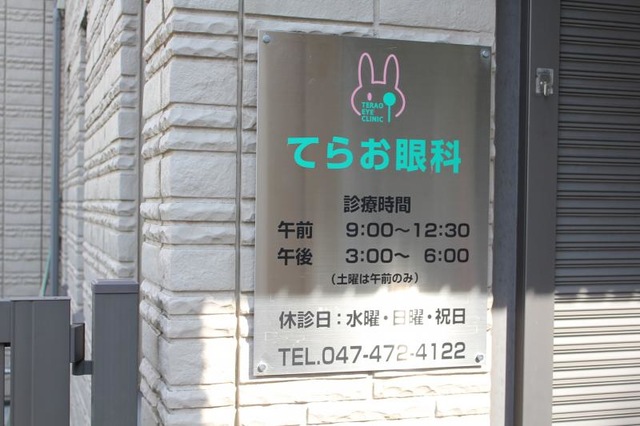 TERAO
EYE
CLINIC
てらお眼科
診療時間
午前 9:00〜12:30
午後 3:00〜 6:00
（土曜は午前のみ）
休診日：水曜・日曜・祝日
TEL.047-472-4122